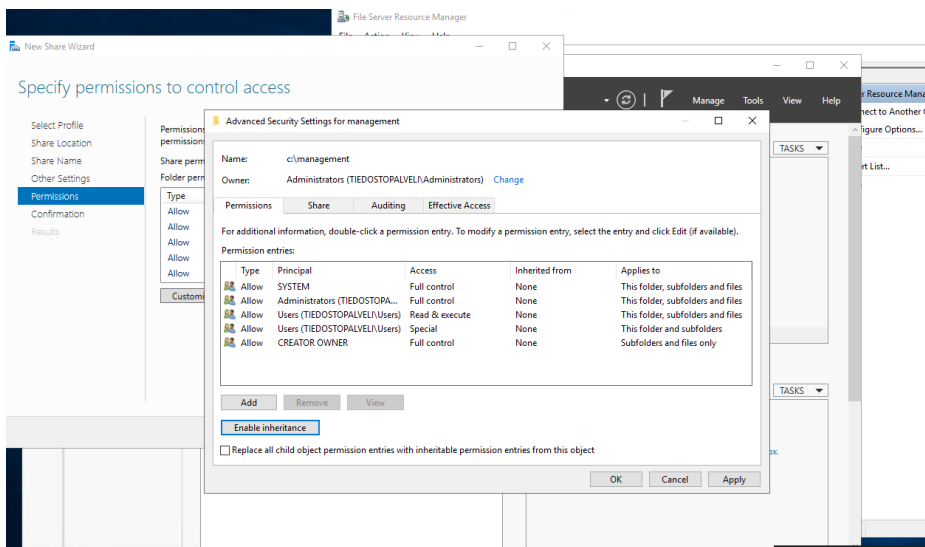 File Server Resource Manager
File Action View Help
New Share Wizard
Specify permissions to control access
Select Profile
Share Location
Share Name
Other Settings
Permissions
Confirmation
Results
Permissions
permission
Share perm
Folder perm
Type
Allow
Allow
Allow
Allow
Allow
Customi
Manage Tools View Help
TASKS
TASKS
r Resource Mana
nect to Another
figure Options...
rt List...
ox.
Advanced Security Settings for management
Name: c:\management
Owner: Administrators (TIEDOSTOPALVELI\Administrators) Change
Permissions Share Auditing Effective Access
For additional information, double-click a permission entry. To modify a permission entry, select the entry and click Edit (if available).
Permission entries:
Type Principal Access Inherited from Applies to
Allow SYSTEM Full control None This folder, subfolders and files
Allow Administrators (TIEDOSTOPA... Full control None This folder, subfolders and files
Allow Users (TIEDOSTOPALVELI\Users) Read & execute None This folder, subfolders and files
Allow Users (TIEDOSTOPALVELI\Users) Special None This folder and subfolders
Allow CREATOR OWNER Full control None Subfolders and files only
Add Remove View
Enable inheritance
Replace all child object permission entries with inheritable permission entries from this object
OK Cancel Apply